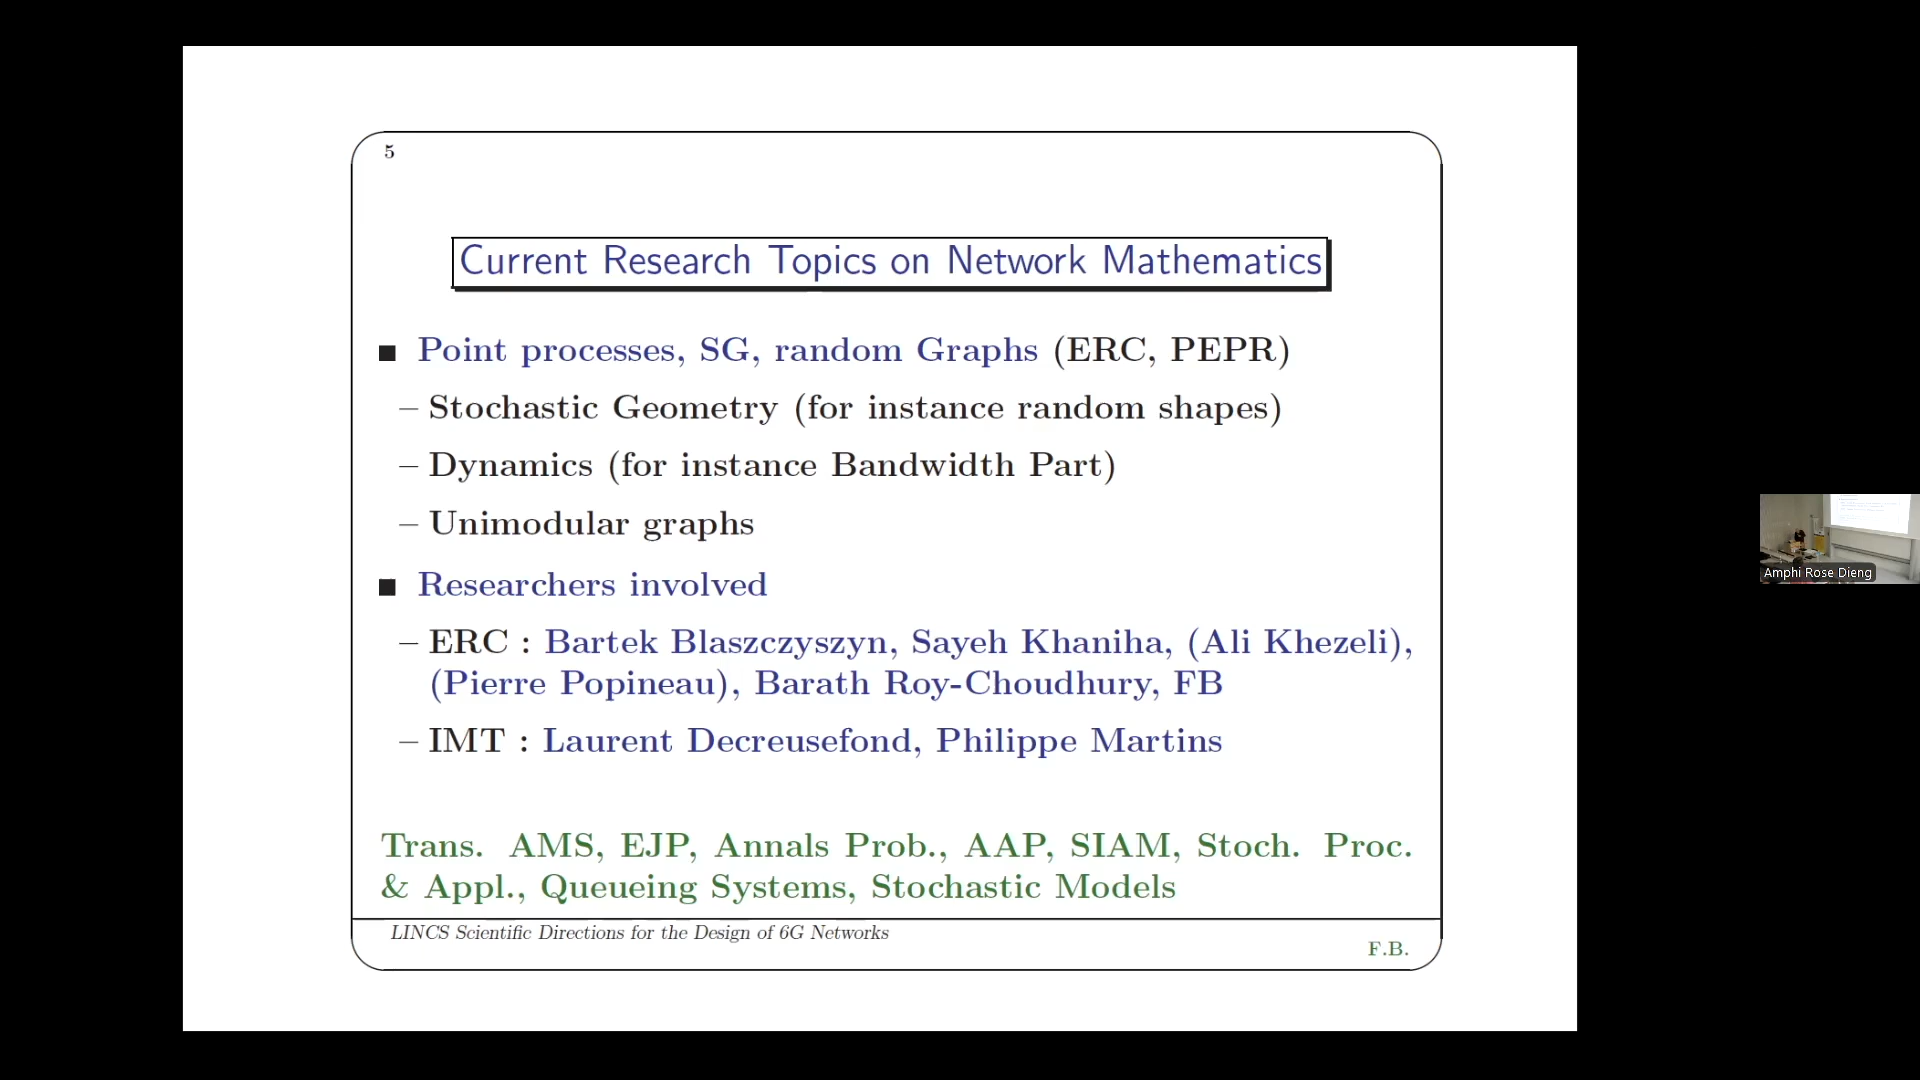 5
Current Research Topics on Network Mathematics
■ Point processes, SG, random Graphs (ERC, PEPR)
– Stochastic Geometry (for instance random shapes)
– Dynamics (for instance Bandwidth Part)
– Unimodular graphs
■ Researchers involved
– ERC : Bartek Blaszczyszyn, Sayeh Khaniha, (Ali Khezeli),
(Pierre Popineau), Barath Roy-Choudhury, FB
– IMT : Laurent Decreusefond, Philippe Martins
Trans. AMS, EJP, Annals Prob., AAP, SIAM, Stoch. Proc.
& Appl., Queueing Systems, Stochastic Models
LINCS Scientific Directions for the Design of 6G Networks
F.B.
Amphi Rose Dieng